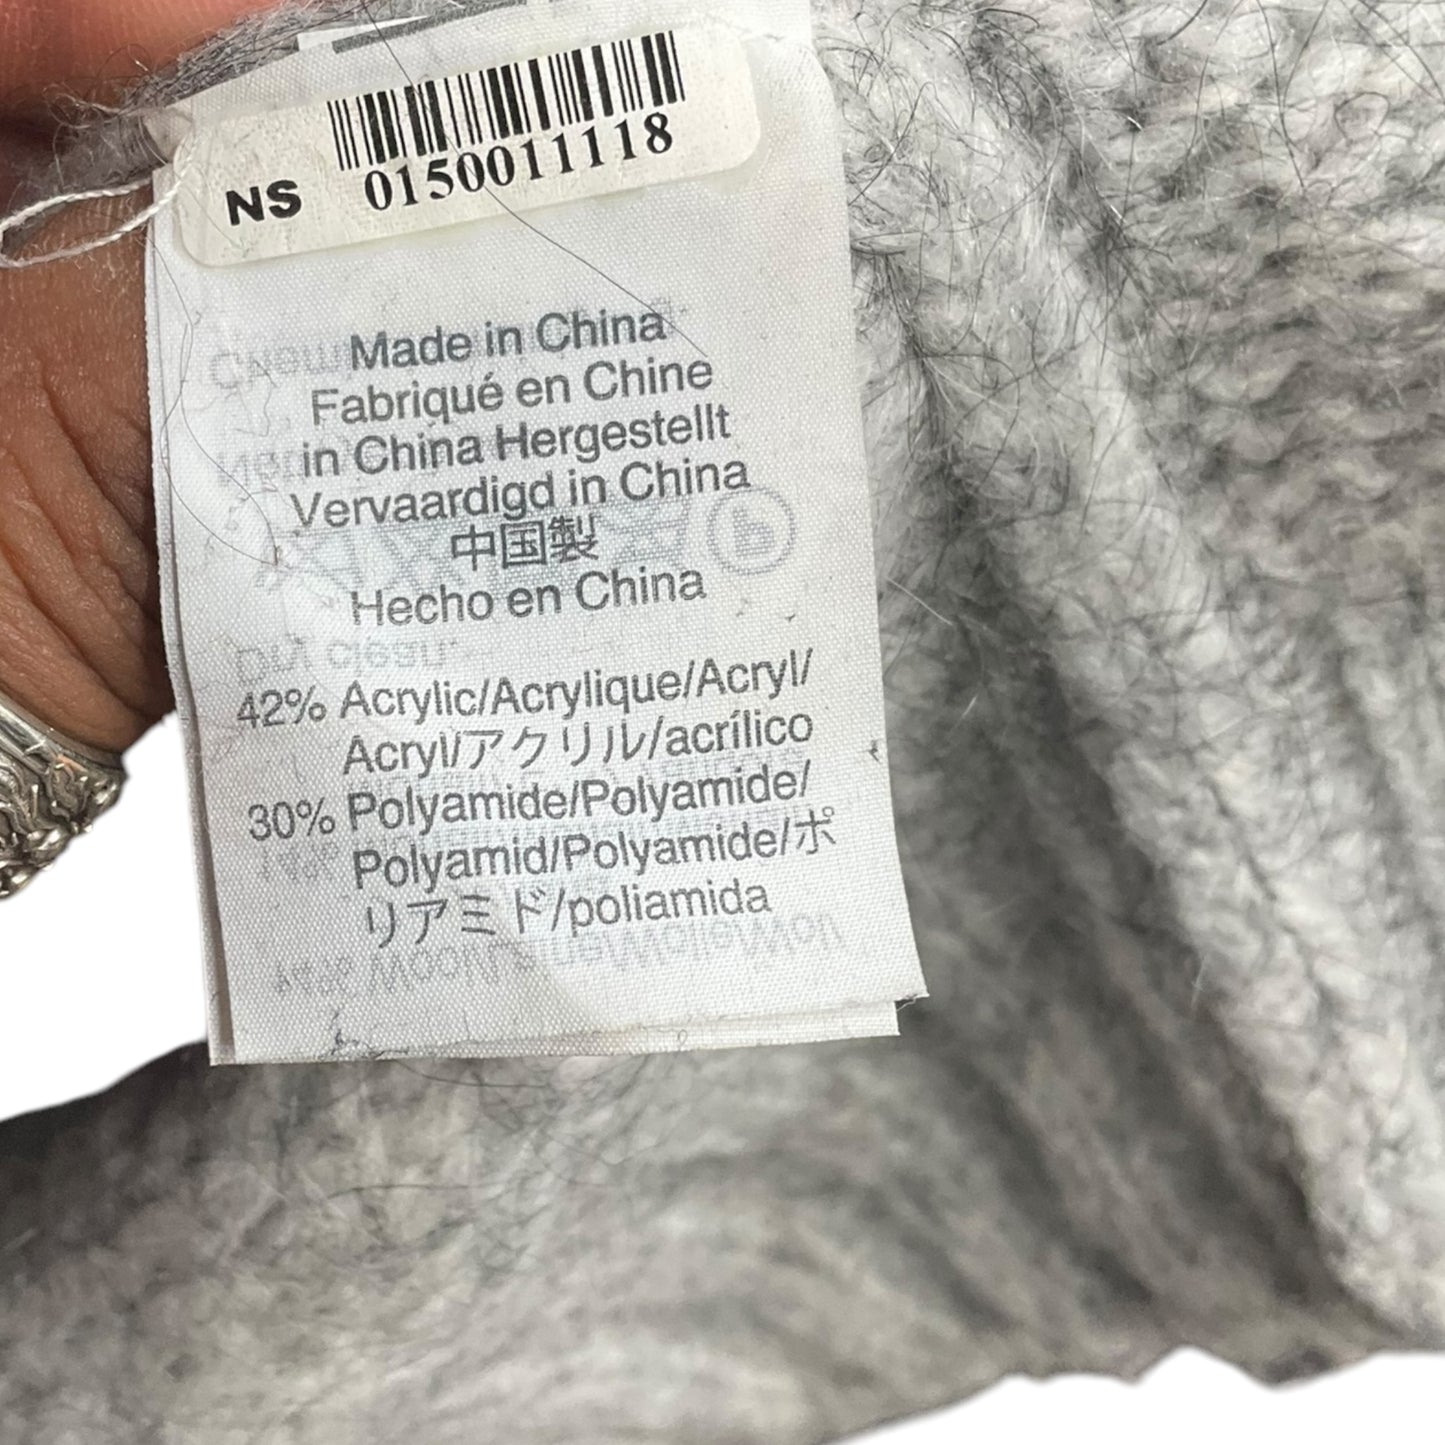 NS 0150011118
Made in China
Fabriqué en Chine
in China Hergestellt
Vervaardigd in China
中国製
Hecho en China
42% Acrylic/Acrylique/Acryl/
Acryl/アクリル/acrílico
30% Polyamide/Polyamide/
Polyamid/Polyamide/ポ
リアミド/poliamida